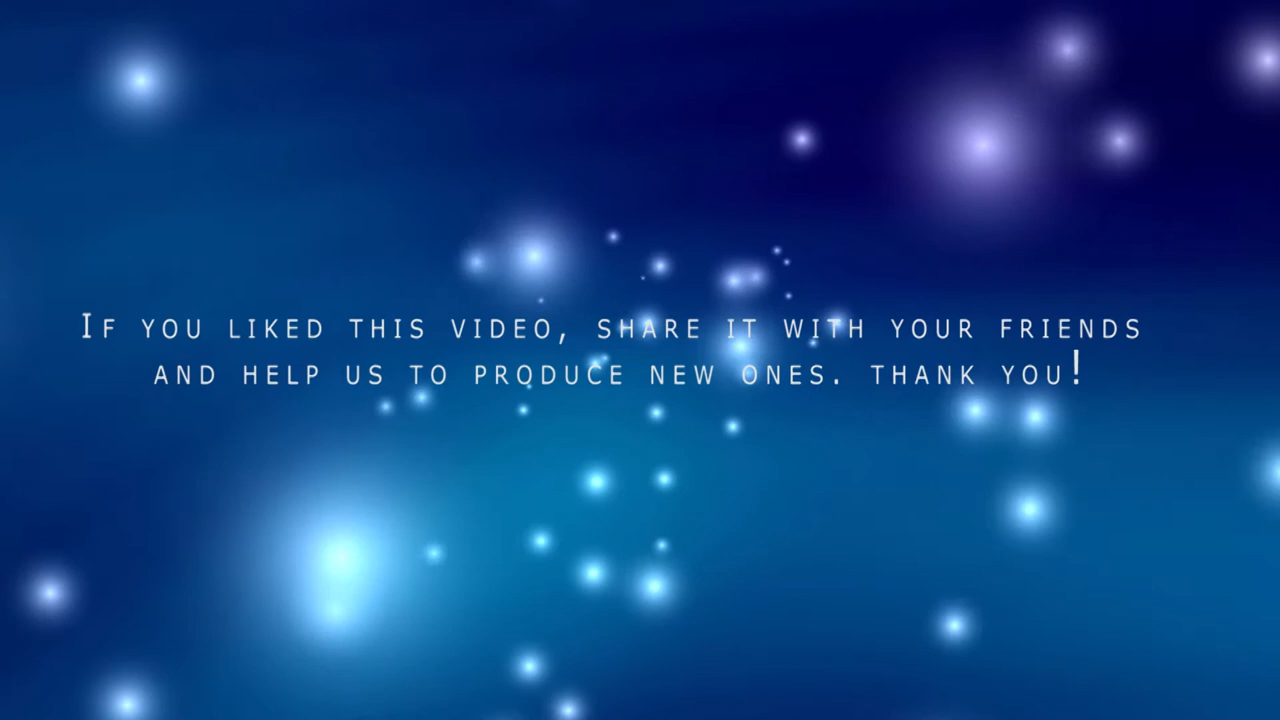 If you liked this video, share it with your friends
and help us to produce new ones. thank you!